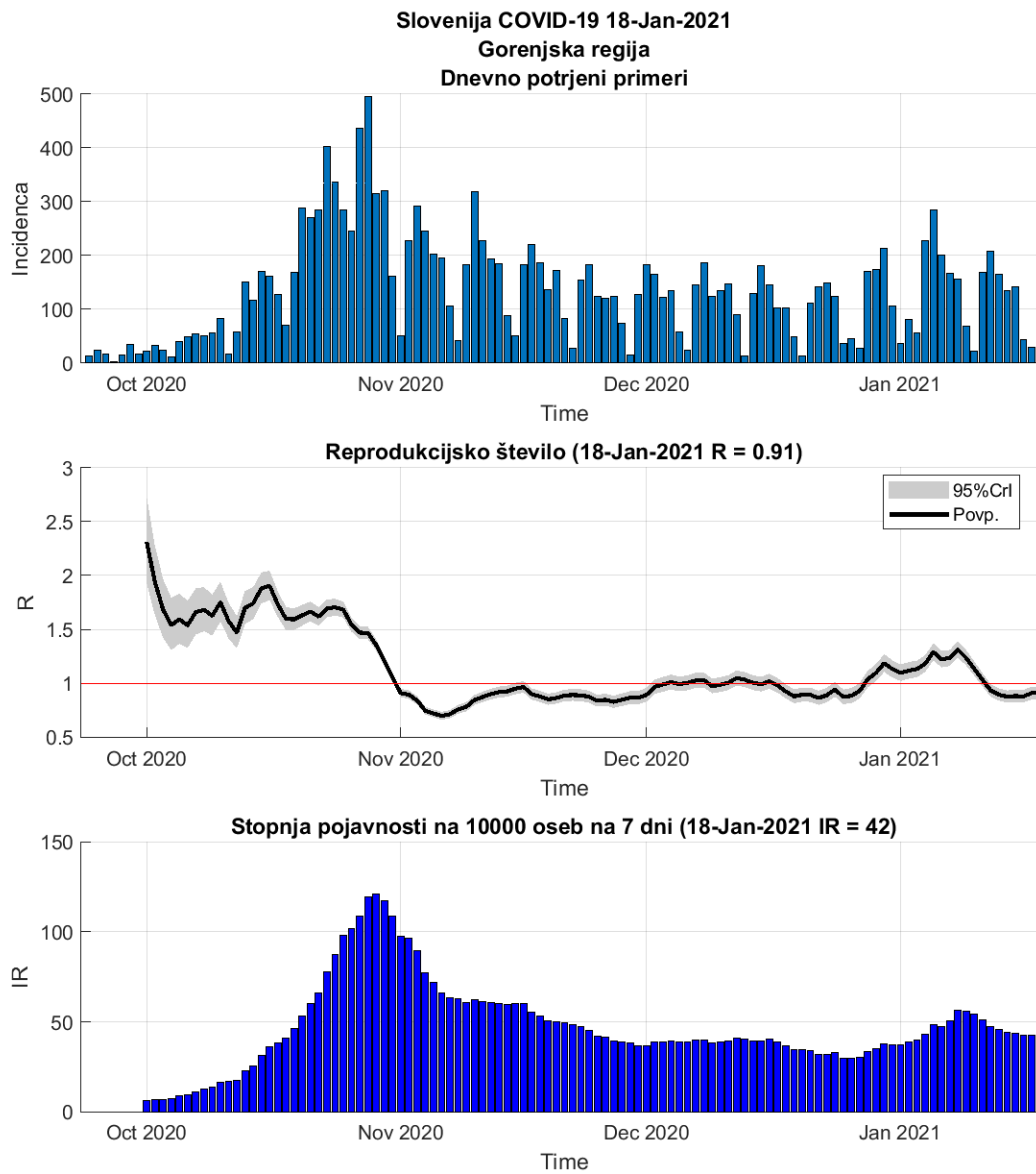 Slovenija COVID-19 18-Jan-2021
Gorenjska regija
Dnevno potrjeni primeri
500
400
300
200
100
0
Incidenca
Oct 2020 Nov 2020 Dec 2020 Jan 2021
Time
Reprodukcijsko število (18-Jan-2021 R = 0.91)
3
2.5
2
1.5
1
0.5
R
95%CrI
Povp.
Oct 2020 Nov 2020 Dec 2020 Jan 2021
Time
Stopnja pojavnosti na 10000 oseb na 7 dni (18-Jan-2021 IR = 42)
150
100
50
0
IR
Oct 2020 Nov 2020 Dec 2020 Jan 2021
Time